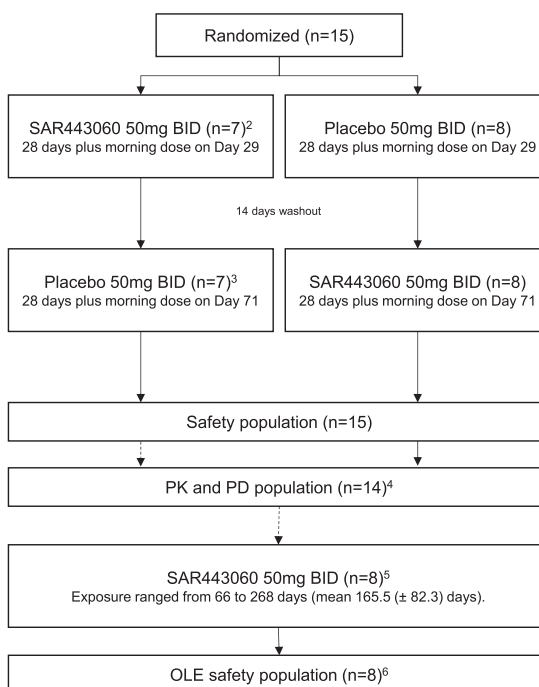 Randomized (n=15)
SAR443060 50mg BID (n=7)²
28 days plus morning dose on Day 29
Placebo 50mg BID (n=8)
28 days plus morning dose on Day 29
14 days washout
Placebo 50mg BID (n=7)³
28 days plus morning dose on Day 71
SAR443060 50mg BID (n=8)
28 days plus morning dose on Day 71
Safety population (n=15)
PK and PD population (n=14)⁴
SAR443060 50mg BID (n=8)⁵
Exposure ranged from 66 to 268 days (mean 165.5 (± 82.3) days).
OLE safety population (n=8)⁶